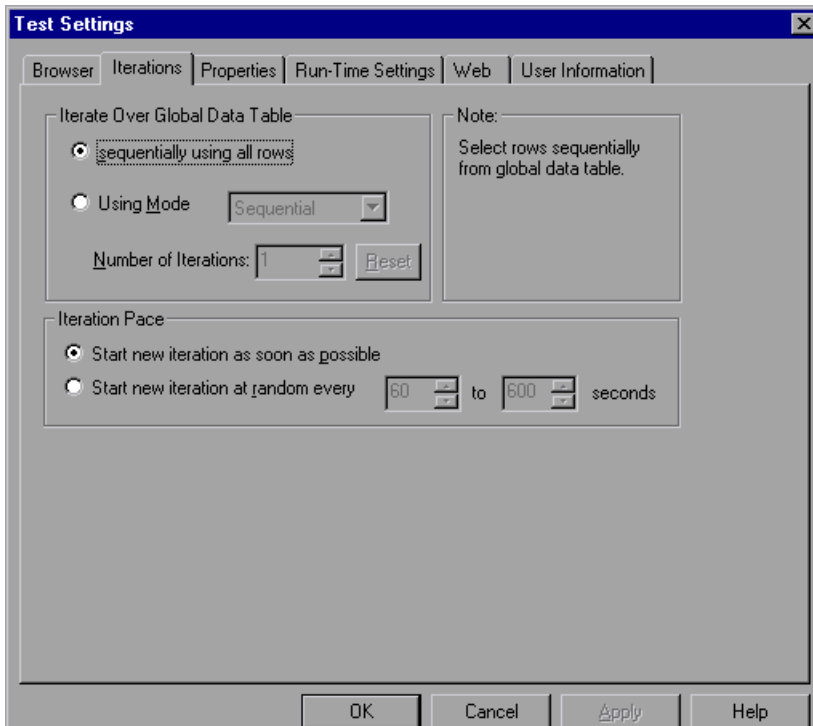 Test Settings
Browser Iterations Properties Run-Time Settings Web User Information
Iterate Over Global Data Table
sequentially using all rows
Using Mode Sequential
Number of Iterations: 1 Reset
Note:
Select rows sequentially
from global data table.
Iteration Pace
Start new iteration as soon as possible
Start new iteration at random every 60 to 600 seconds
OK Cancel Apply Help